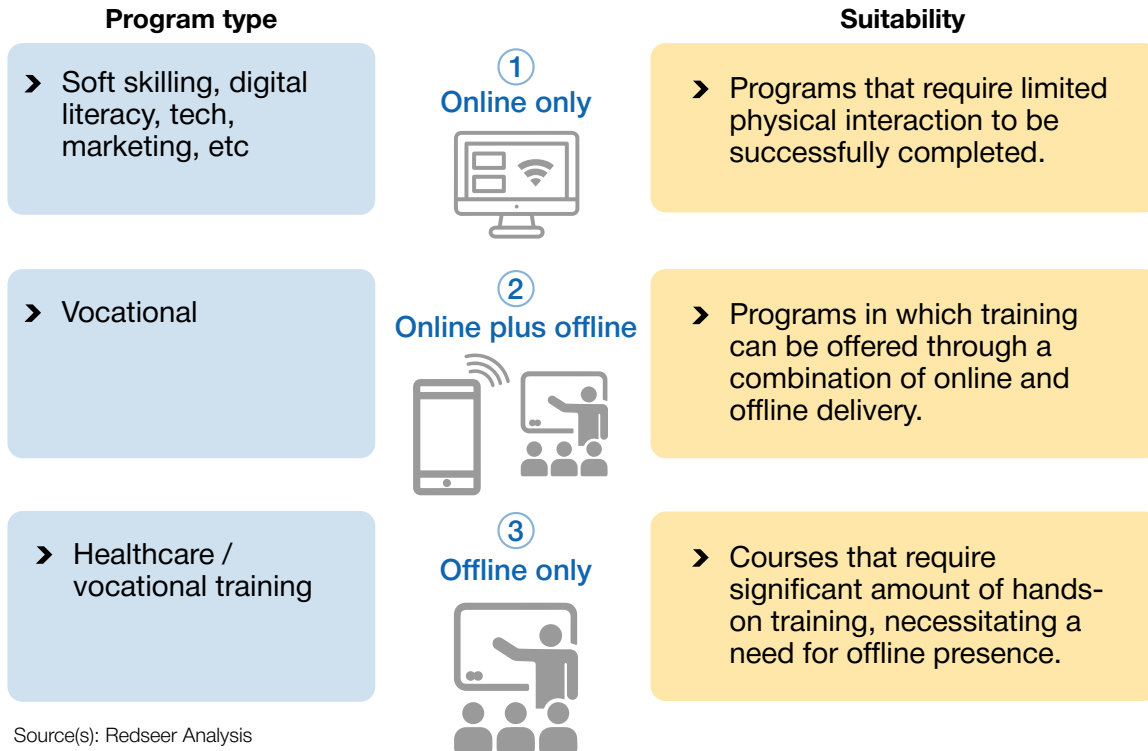 Program type
Suitability
› Soft skilling, digital
literacy, tech,
marketing, etc
1
Online only
› Programs that require limited
physical interaction to be
successfully completed.
› Vocational
2
Online plus offline
› Programs in which training
can be offered through a
combination of online and
offline delivery.
› Healthcare /
vocational training
3
Offline only
› Courses that require
significant amount of hands-
on training, necessitating a
need for offline presence.
Source(s): Redseer Analysis